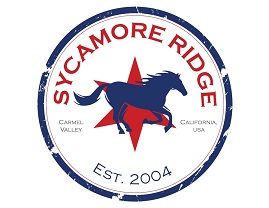 SYCAMORE RIDGE
CARMEL
VALLEY
CALIFORNIA,
USA
EST. 2004